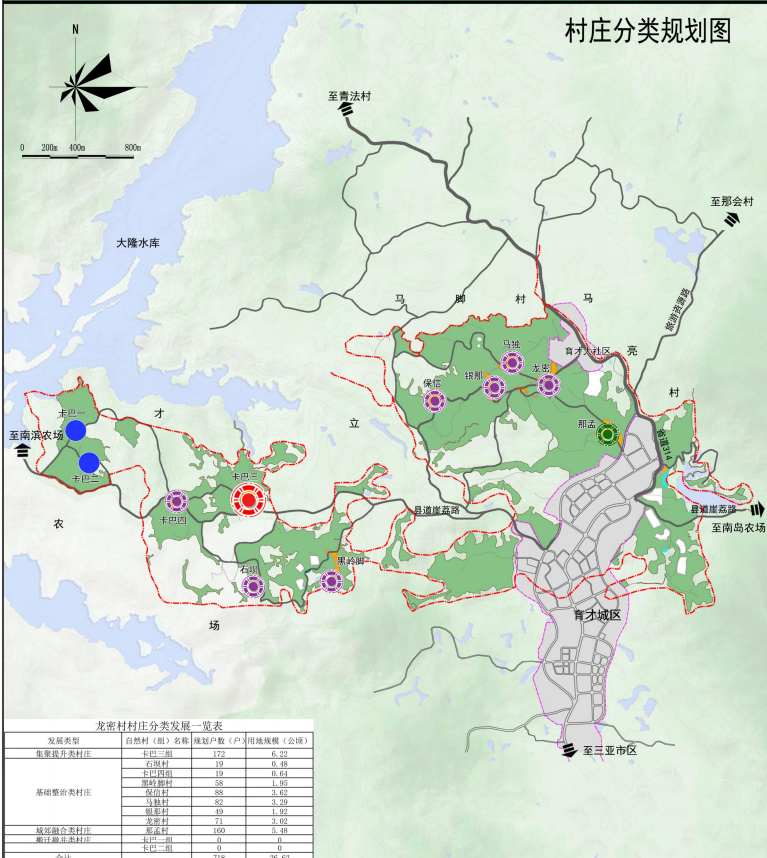 村庄分类规划图
N
0 200m 400m 800m
至青法村
至那会村
大隆水库
旅游省道路
马脚村
马亮村
马独
育才大社区
银那
龙密
保信
那孟
省道314
卡巴一
才立农场
至南滨农场
卡巴二
卡巴三
卡巴四
县道崖荔路
县道崖荔路
至南岛农场
石坝
黑岭脚
育才城区
至三亚市区
龙密村村庄分类发展一览表
发展类型 自然村（组）名称 规划户数（户） 用地规模（公顷）
集聚提升类村庄 卡巴三组 172 6.22
基础整治类村庄 石坝村 19 0.48
卡巴四组 19 0.64
黑岭脚村 58 1.95
保信村 88 3.62
马独村 82 3.29
银那村 49 1.92
龙密村 71 3.02
城郊融合类村庄 那孟村 160 5.48
搬迁撤并类村庄 卡巴一组 0 0
卡巴二组 0 0
合计 718 26.62